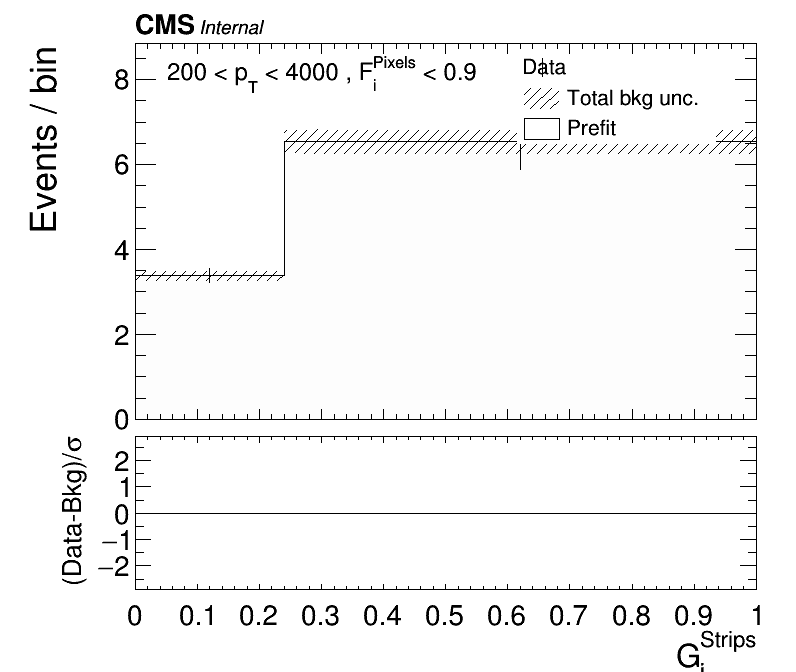 CMS Internal
200 < p_T < 4000 , F_i^Pixels < 0.9
Data
Total bkg unc.
Prefit
Events / bin
8
6
4
2
0
(Data-Bkg)/σ
2
1
0
−1
−2
0 0.1 0.2 0.3 0.4 0.5 0.6 0.7 0.8 0.9 1
G_i^Strips